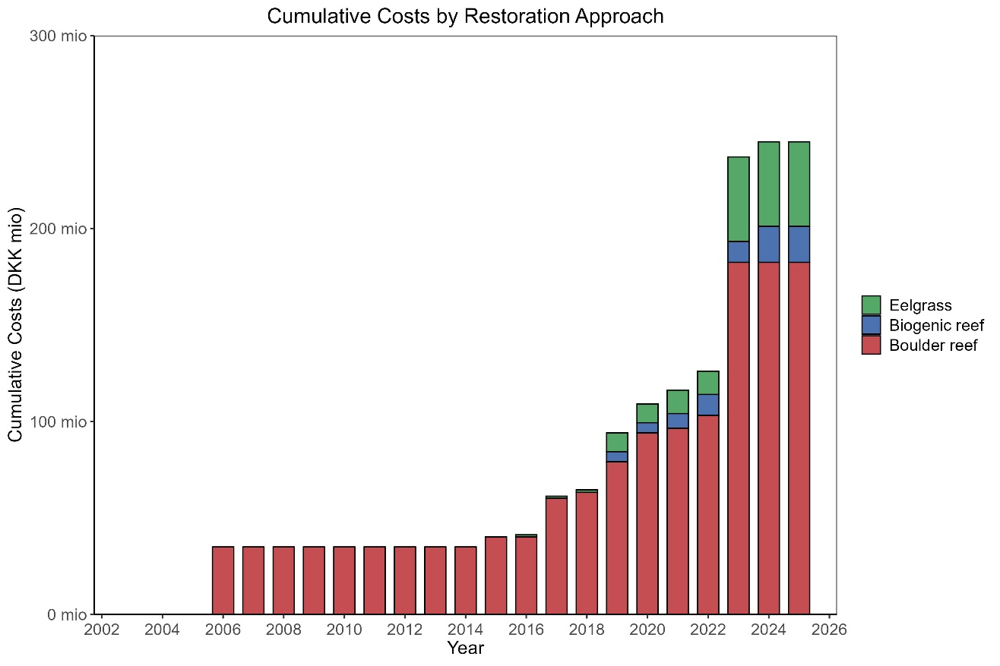 Cumulative Costs by Restoration Approach
300 mio
200 mio
100 mio
0 mio
Cumulative Costs (DKK mio)
2002 2004 2006 2008 2010 2012 2014 2016 2018 2020 2022 2024 2026
Year
Eelgrass
Biogenic reef
Boulder reef